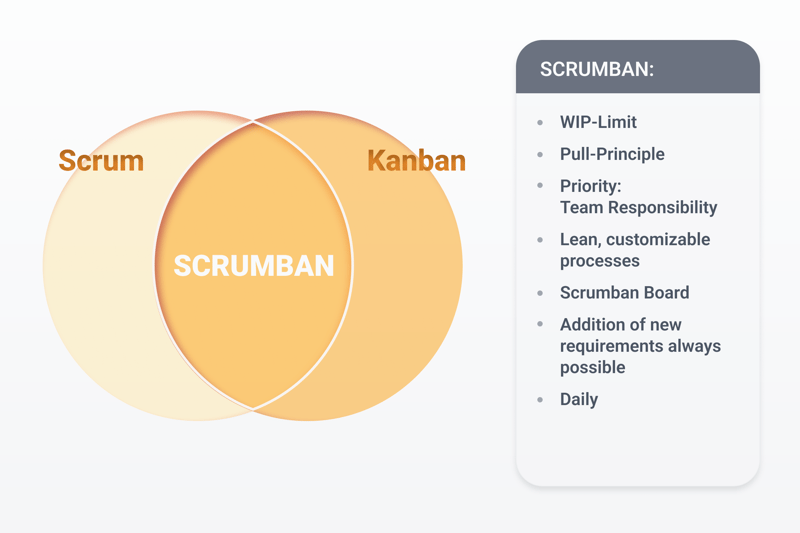 Scrum
Kanban
SCRUMBAN
SCRUMBAN:
• WIP-Limit
• Pull-Principle
• Priority:
Team Responsibility
• Lean, customizable
processes
• Scrumban Board
• Addition of new
requirements always
possible
• Daily